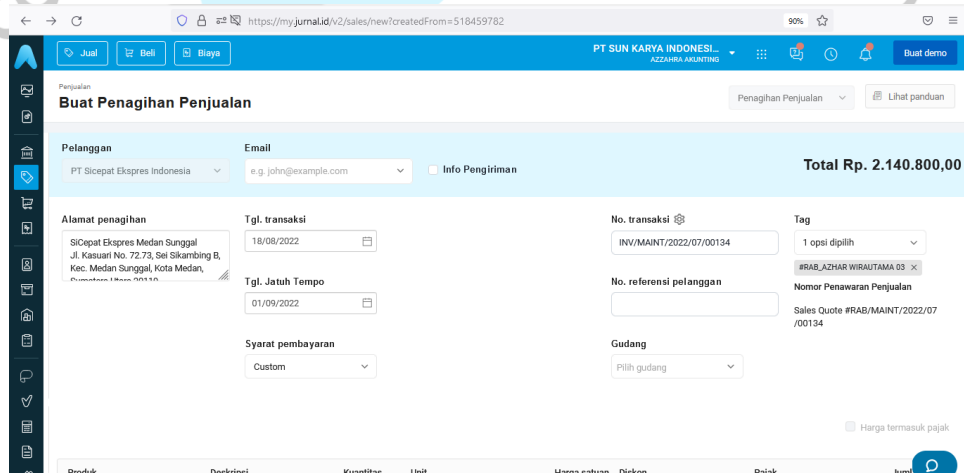 https://my.jurnal.id/v2/sales/new?createdFrom=518459782
90%
Jual
Beli
Biaya
PT SUN KARYA INDONESI...
AZZAHRA AKUNTING
Buat demo
Penjualan
Buat Penagihan Penjualan
Penagihan Penjualan
Lihat panduan
Pelanggan
Email
PT Sicepat Ekspres Indonesia
e.g. john@example.com
Info Pengiriman
Total Rp. 2.140.800,00
Alamat penagihan
Tgl. transaksi
No. transaksi
Tag
SiCepat Ekspres Medan Sunggal
Jl. Kasuari No. 72.73, Sei Sikambing B,
Kec. Medan Sunggal, Kota Medan,
Sumatera Utara 20119
18/08/2022
INV/MAINT/2022/07/00134
1 opsi dipilih
#RAB_AZHAR WIRAUTAMA 03
Tgl. Jatuh Tempo
No. referensi pelanggan
Nomor Penawaran Penjualan
01/09/2022
Sales Quote #RAB/MAINT/2022/07
/00134
Syarat pembayaran
Gudang
Custom
Pilih gudang
Harga termasuk pajak
Produk
Deskripsi
Kuantitas
Unit
Harga satuan
Diskon
Pajak